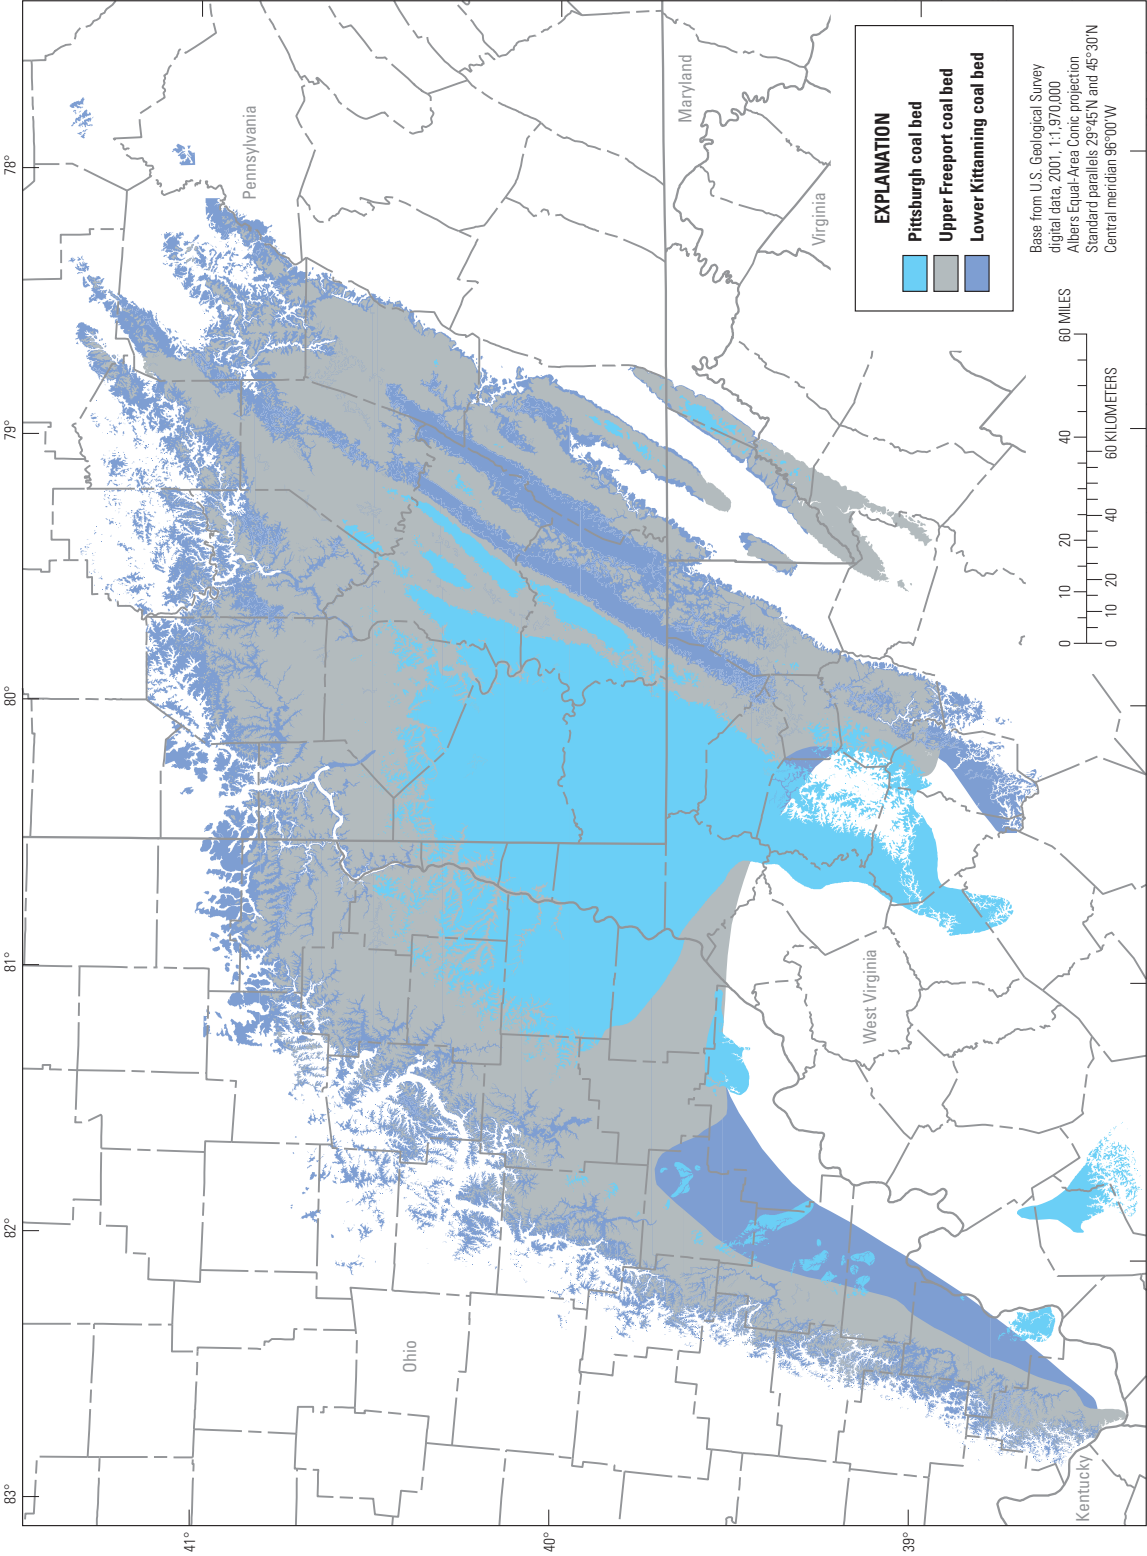 83°
82°
81°
80°
79°
78°
41°
40°
39°
Pennsylvania
Ohio
Maryland
Virginia
West Virginia
Kentucky
EXPLANATION
Pittsburgh coal bed
Upper Freeport coal bed
Lower Kittanning coal bed
0 10 20 40 60 MILES
0 10 20 40 60 KILOMETERS
Base from U.S. Geological Survey
digital data, 2001, 1:1,970,000
Albers Equal-Area Conic projection
Standard parallels 29°45'N and 45°30'N
Central meridian 96°00'W